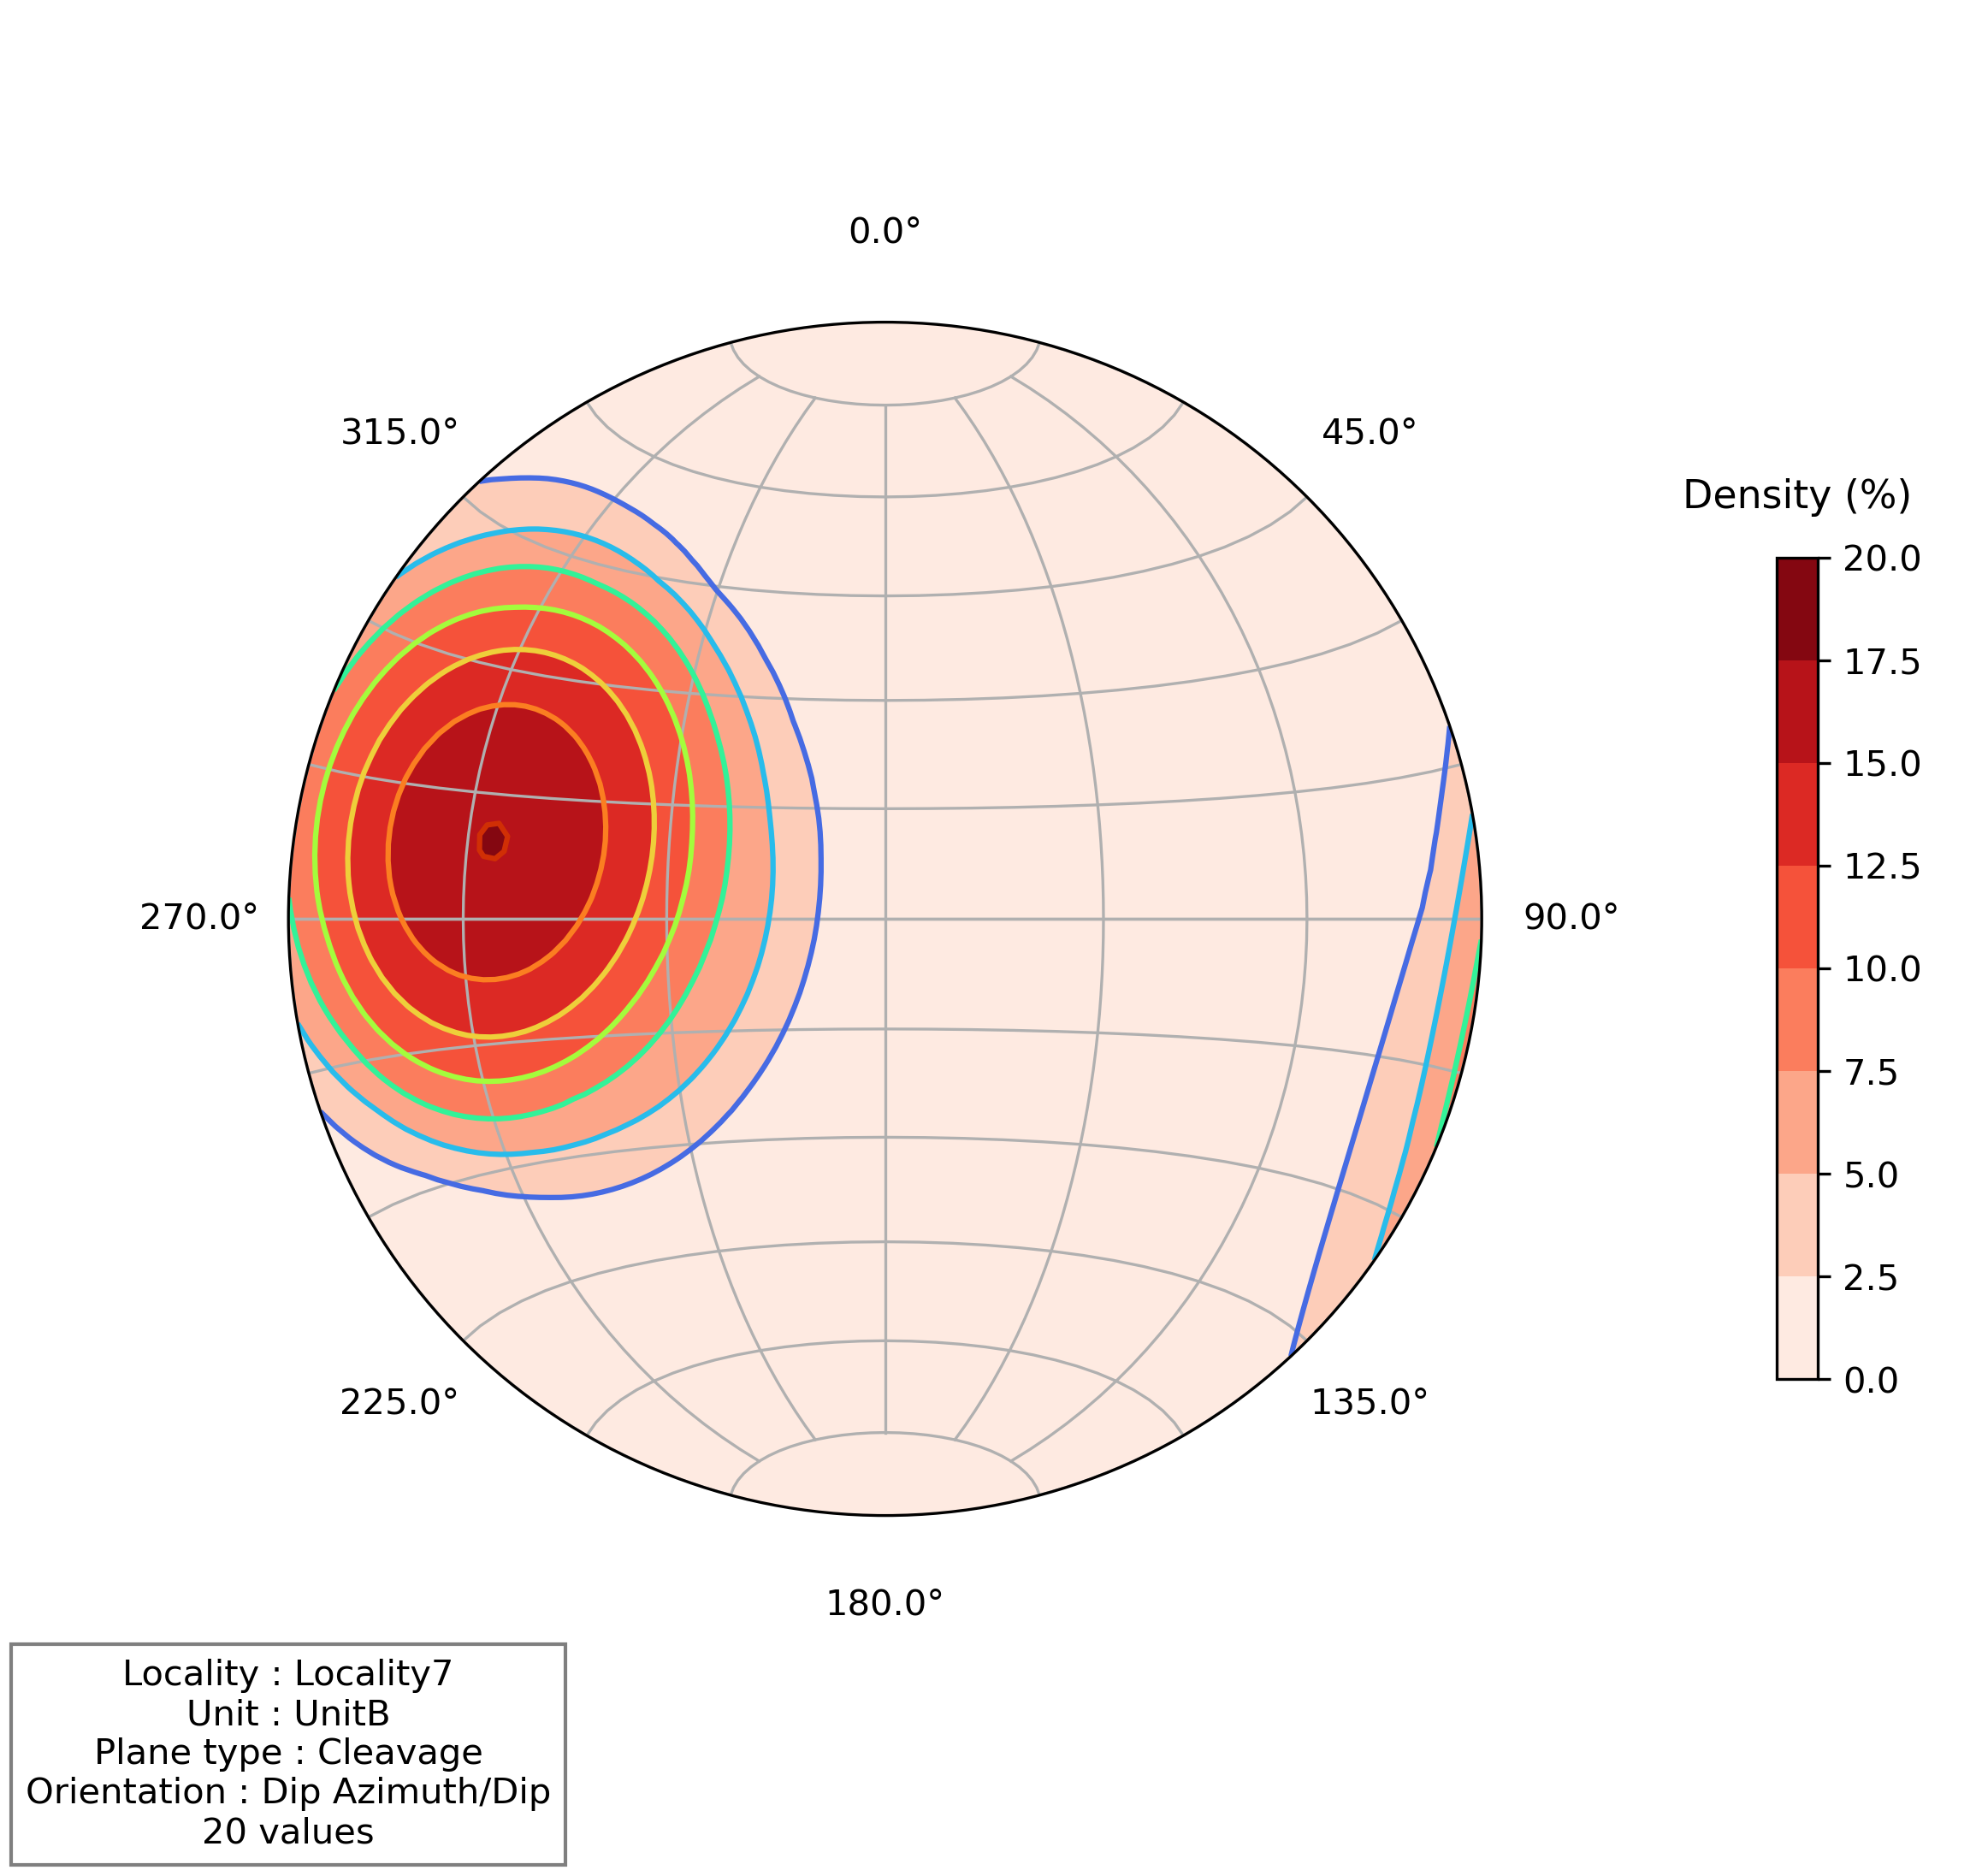 0.0°
315.0°
45.0°
Density (%)
20.0
17.5
15.0
12.5
270.0°
90.0°
10.0
7.5
5.0
2.5
0.0
225.0°
135.0°
180.0°
Locality : Locality7
Unit : UnitB
Plane type : Cleavage
Orientation : Dip Azimuth/Dip
20 values